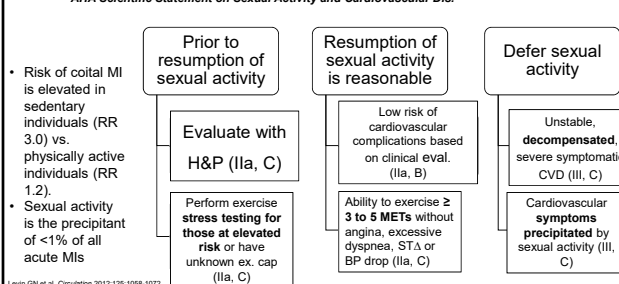 AHA Scientific Statement on Sexual Activity and Cardiovascular Dis.
• Risk of coital MI
is elevated in
sedentary
individuals (RR
3.0) vs.
physically active
individuals (RR
1.2).
• Sexual activity
is the precipitant
of <1% of all
acute MIs
Prior to
resumption of
sexual activity
Evaluate with
H&P (IIa, C)
Perform exercise
stress testing for
those at elevated
risk or have
unknown ex. cap
(IIa, C)
Resumption of
sexual activity
is reasonable
Low risk of
cardiovascular
complications based
on clinical eval.
(IIa, B)
Ability to exercise ≥
3 to 5 METs without
angina, excessive
dyspnea, ST∆ or
BP drop (IIa, C)
Defer sexual
activity
Unstable,
decompensated,
severe symptomati
CVD (III, C)
Cardiovascular
symptoms
precipitated by
sexual activity (III,
C)
Levin GN et al. Circulation 2012;125:1058-1072